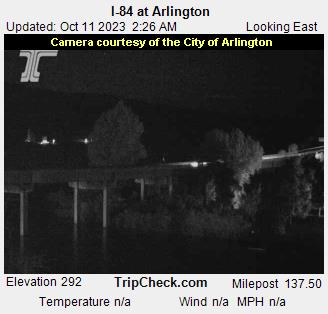 I-84 at Arlington
Updated: Oct 11 2023 2:26 AM Looking East
Camera courtesy of the City of Arlington
Elevation 292 TripCheck.com Milepost 137.50
Temperature n/a Wind n/a MPH n/a